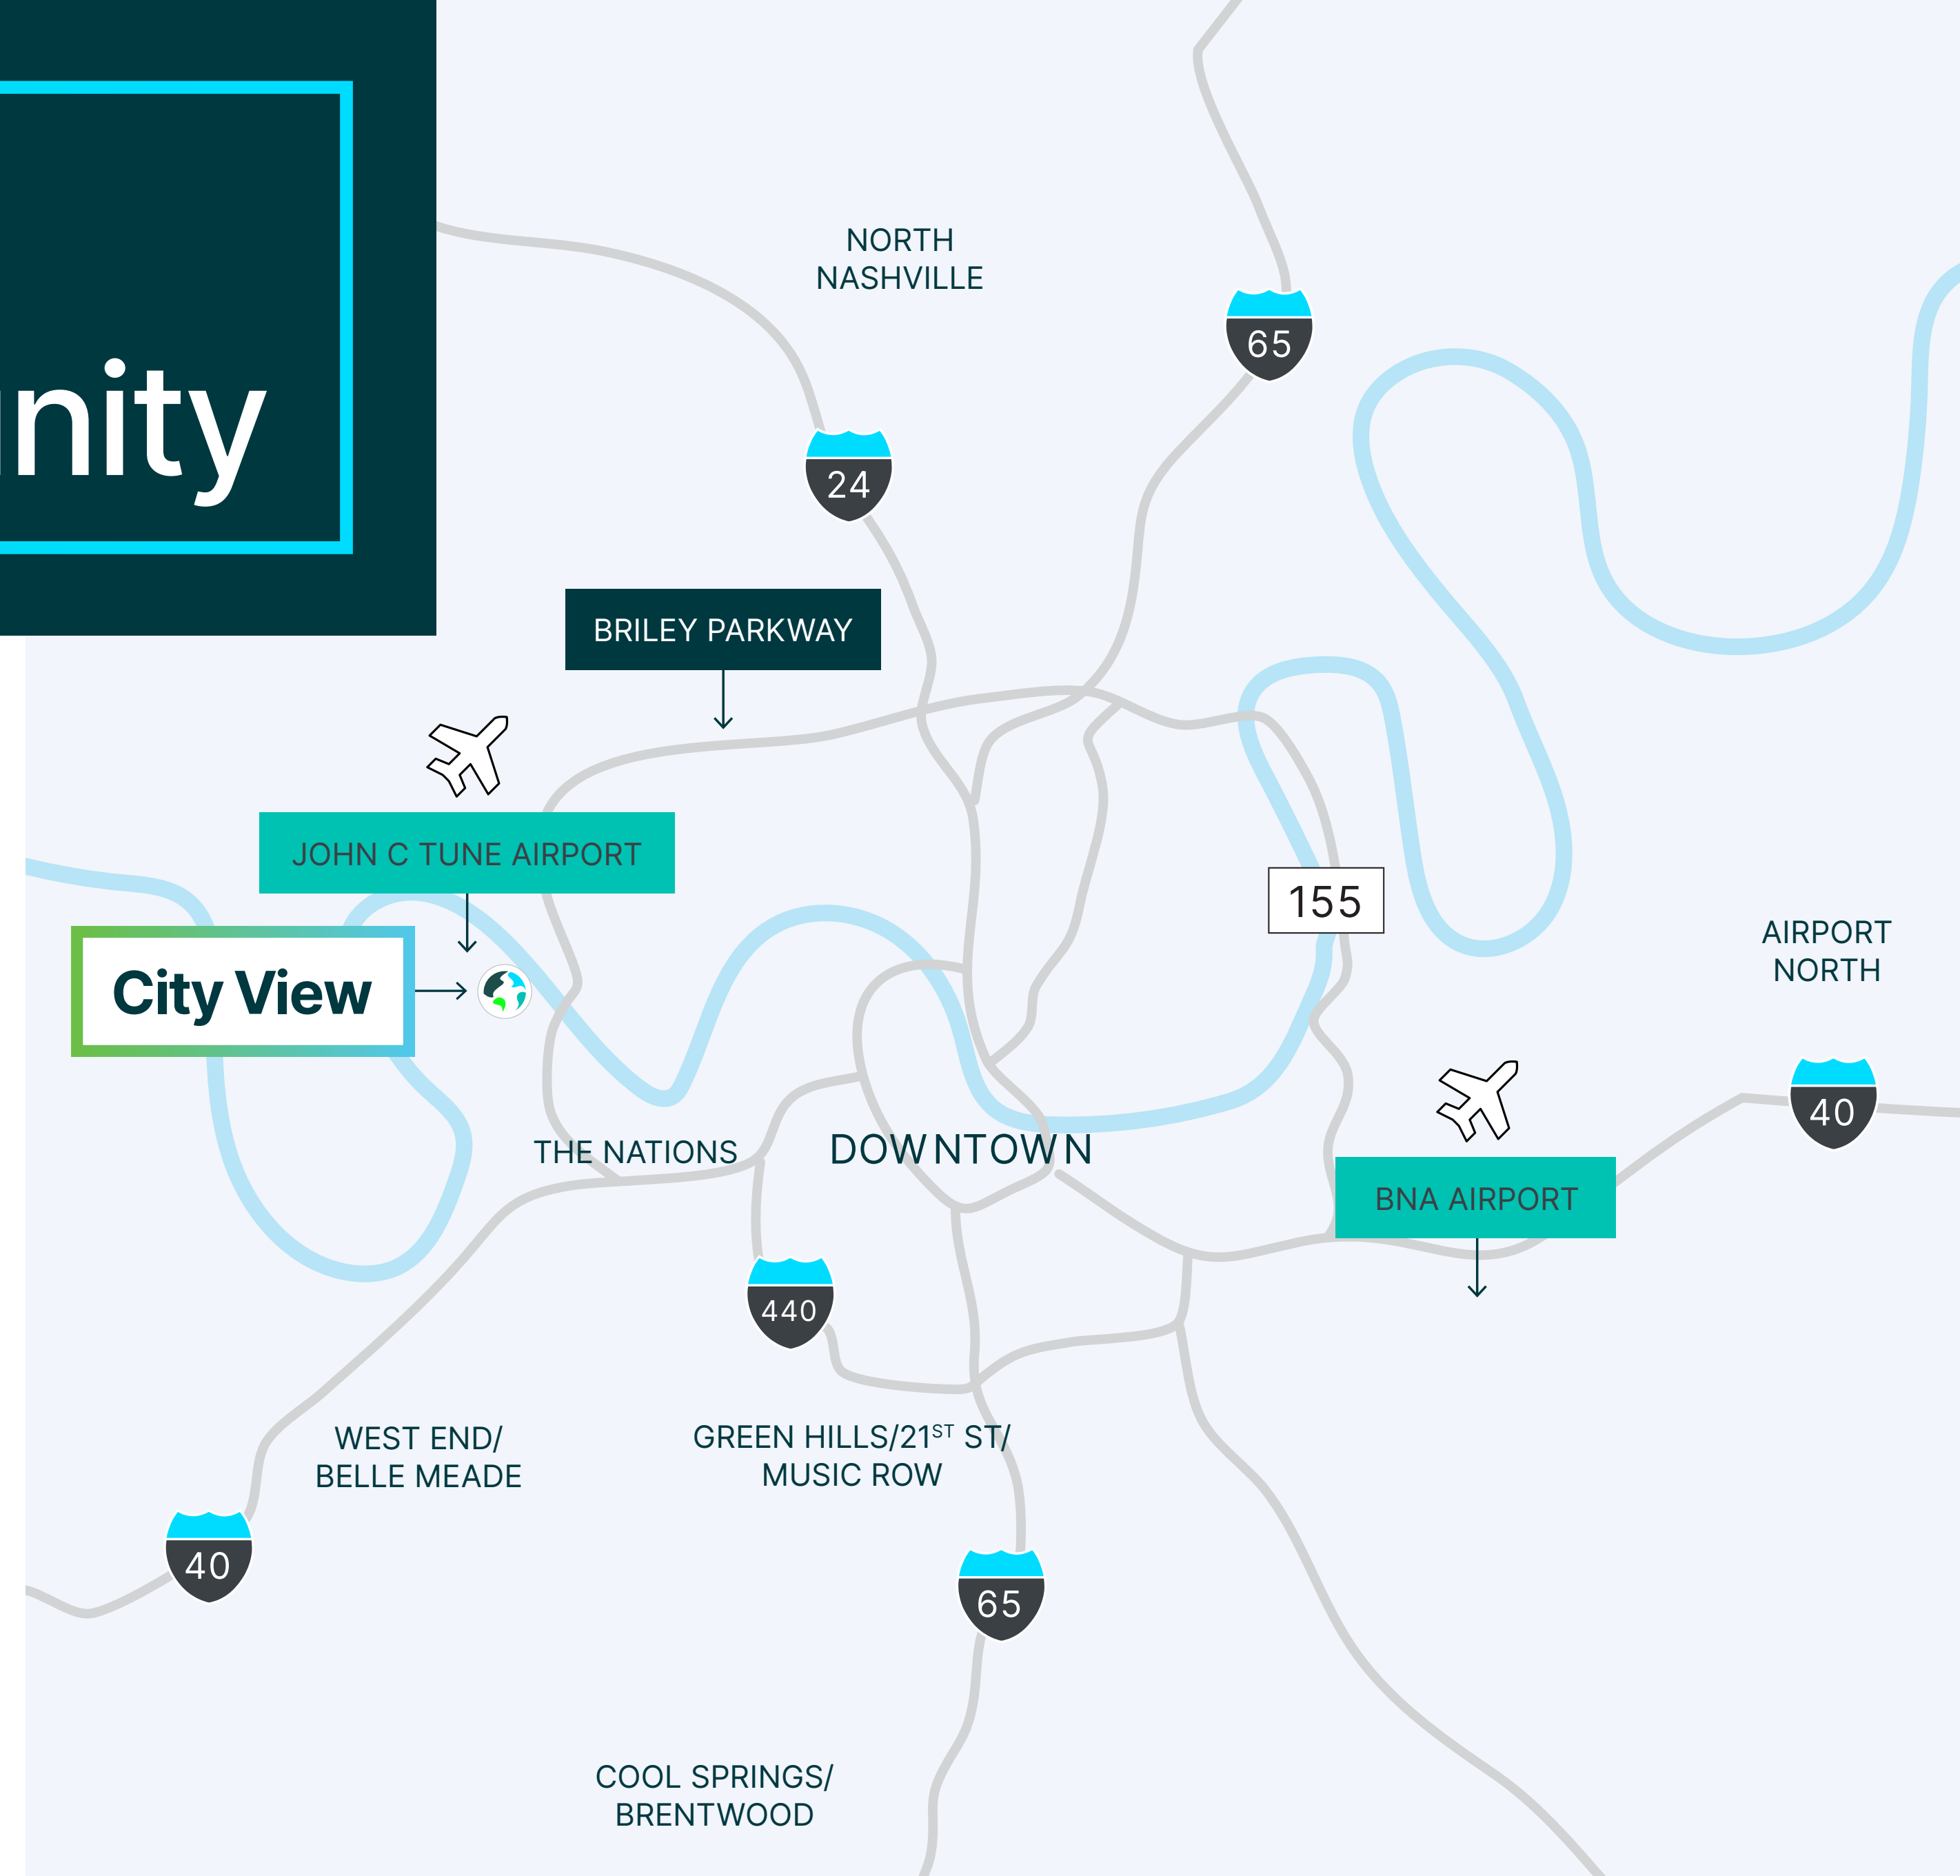 nity
NORTH
NASHVILLE
65
24
BRILEY PARKWAY
JOHN C TUNE AIRPORT
155
City View
AIRPORT
NORTH
40
THE NATIONS
DOWNTOWN
BNA AIRPORT
440
WEST END/
BELLE MEADE
GREEN HILLS/21ST ST/
MUSIC ROW
40
65
COOL SPRINGS/
BRENTWOOD